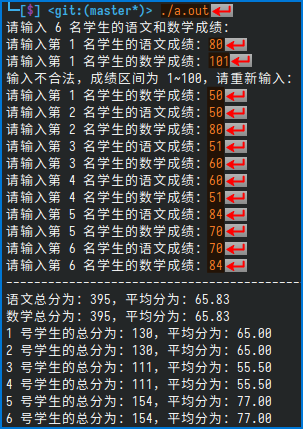 [$] <git:(master*)> ./a.out
请输入 6 名学生的语文和数学成绩：
请输入第 1 名学生的语文成绩：80
请输入第 1 名学生的数学成绩：101
输入不合法，成绩区间为 1~100，请重新输入：
请输入第 1 名学生的数学成绩：50
请输入第 2 名学生的语文成绩：50
请输入第 2 名学生的数学成绩：80
请输入第 3 名学生的语文成绩：51
请输入第 3 名学生的数学成绩：60
请输入第 4 名学生的语文成绩：60
请输入第 4 名学生的数学成绩：51
请输入第 5 名学生的语文成绩：84
请输入第 5 名学生的数学成绩：70
请输入第 6 名学生的语文成绩：70
请输入第 6 名学生的数学成绩：84
----------------------------------------
语文总分为：395，平均分为：65.83
数学总分为：395，平均分为：65.83
1 号学生的总分为：130，平均分为：65.00
2 号学生的总分为：130，平均分为：65.00
3 号学生的总分为：111，平均分为：55.50
4 号学生的总分为：111，平均分为：55.50
5 号学生的总分为：154，平均分为：77.00
6 号学生的总分为：154，平均分为：77.00